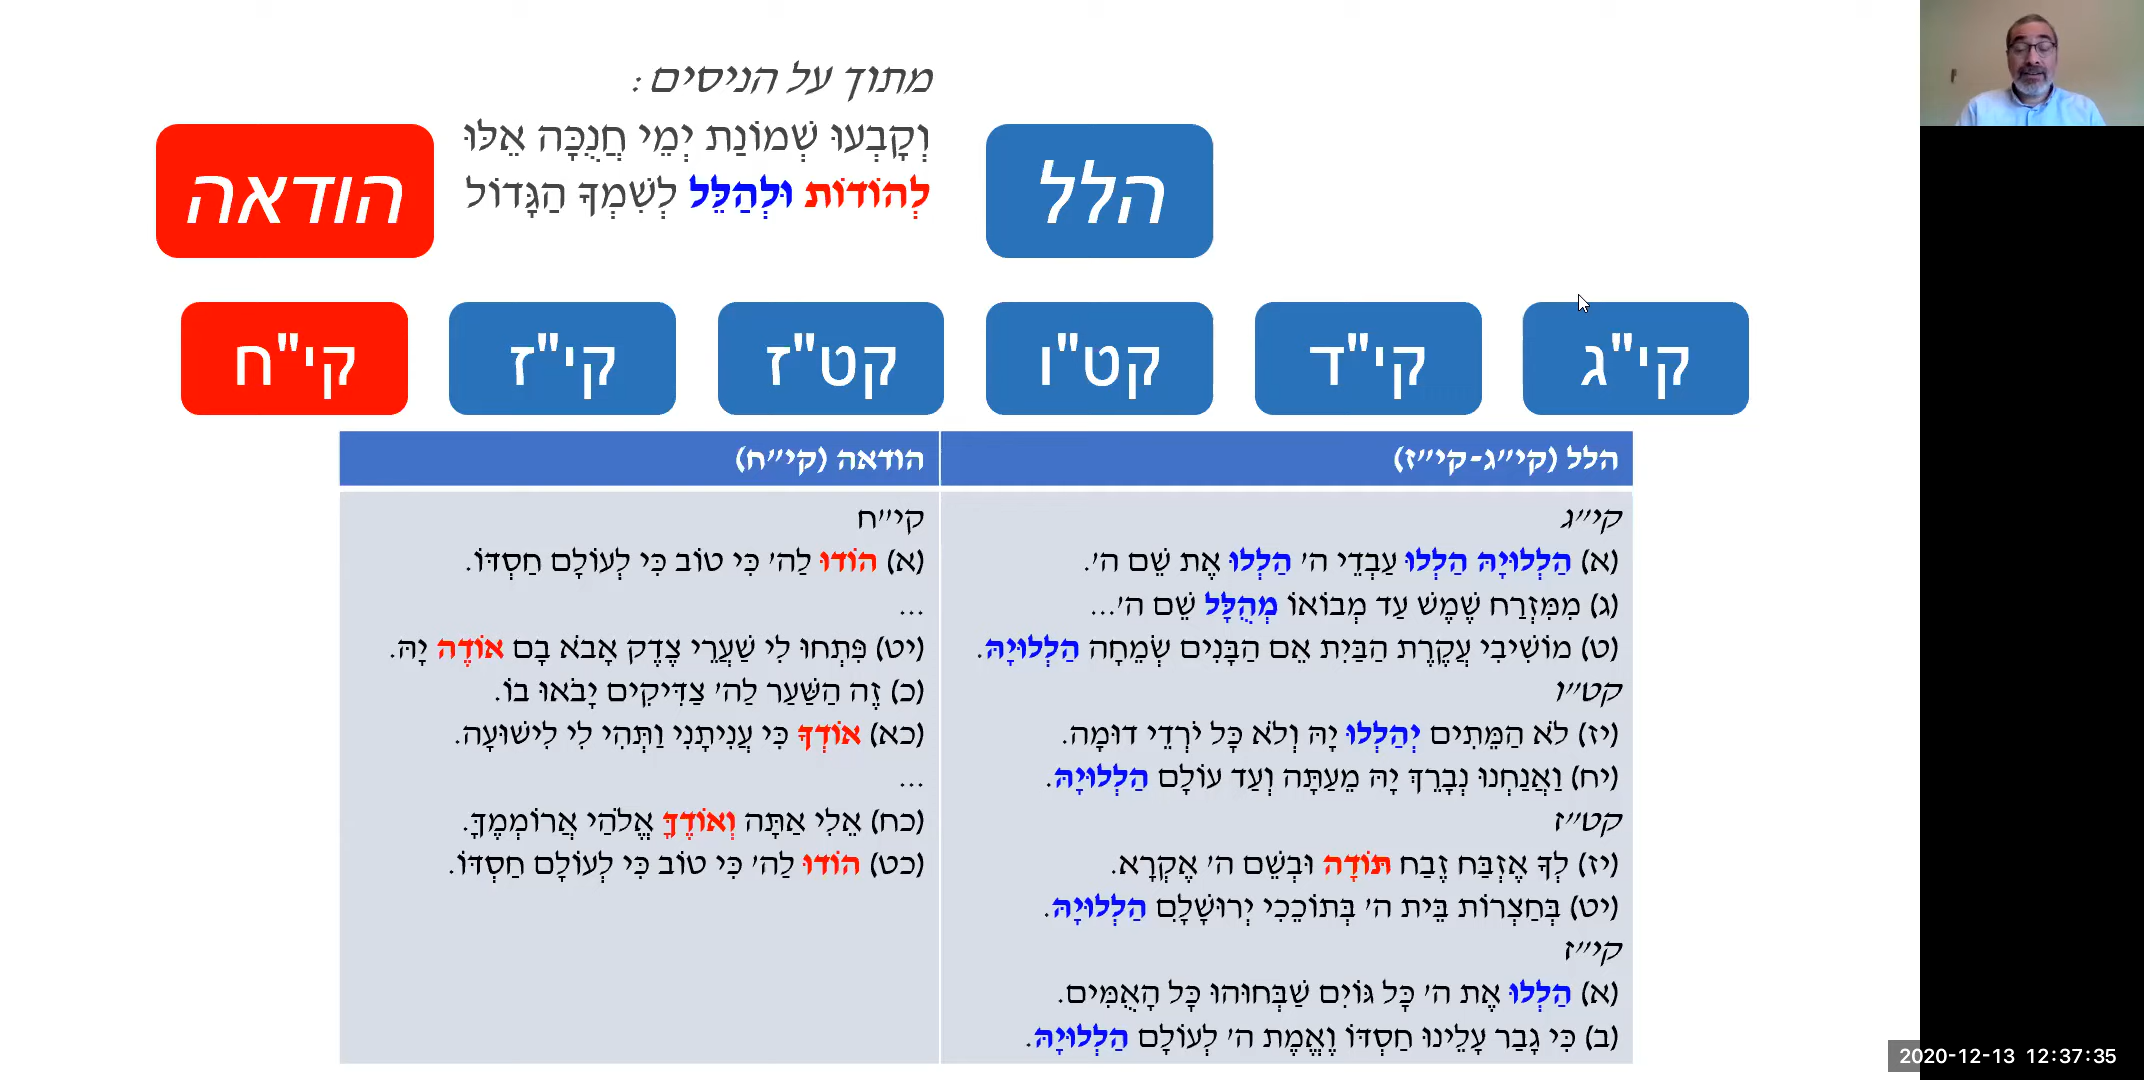 מתוך על הניסים:
וְקָבְעוּ שְׁמוֹנַת יְמֵי חֲנֻכָּה אֵלּוּ
לְהוֹדוֹת וּלְהַלֵּל לְשִׁמְךָ הַגָּדוֹל
הלל
הודאה
קי"ג
קי"ד
קט"ו
קט"ז
קי"ז
קי"ח
הלל (קי"ג-קי"ז)
קי"ג
(א) הַלְלוּיָהּ הַלְלוּ עַבְדֵי ה' הַלְלוּ אֶת שֵׁם ה'.
(ג) מִמִּזְרַח שֶׁמֶשׁ עַד מְבוֹאוֹ מְהֻלָּל שֵׁם ה'...
(ט) מוֹשִׁיבִי עֲקֶרֶת הַבַּיִת אֵם הַבָּנִים שְׂמֵחָה הַלְלוּיָהּ.
קט"ו
(יז) לֹא הַמֵּתִים יְהַלְלוּ יָהּ וְלֹא כָּל יֹרְדֵי דוּמָה.
(יח) וַאֲנַחְנוּ נְבָרֵךְ יָהּ מֵעַתָּה וְעַד עוֹלָם הַלְלוּיָהּ.
קט"ז
(יז) לְךָ אֶזְבַּח זֶבַח תּוֹדָה וּבְשֵׁם ה' אֶקְרָא.
(יט) בְּחַצְרוֹת בֵּית ה' בְּתוֹכֵכִי יְרוּשָׁלִָם הַלְלוּיָהּ.
קי"ז
(א) הַלְלוּ אֶת ה' כָּל גּוֹיִם שַׁבְּחוּהוּ כָּל הָאֻמִּים.
(ב) כִּי גָבַר עָלֵינוּ חַסְדּוֹ וֶאֱמֶת ה' לְעוֹלָם הַלְלוּיָהּ.
הודאה (קי"ח)
קי"ח
(א) הוֹדוּ לַה' כִּי טוֹב כִּי לְעוֹלָם חַסְדּוֹ.
...
(יט) פִּתְחוּ לִי שַׁעֲרֵי צֶדֶק אָבֹא בָם אוֹדֶה יָהּ.
(כ) זֶה הַשַּׁעַר לַה' צַדִּיקִים יָבֹאוּ בוֹ.
(כא) אוֹדְךָ כִּי עֲנִיתָנִי וַתְּהִי לִי לִישׁוּעָה.
...
(כח) אֵלִי אַתָּה וְאוֹדֶךָּ אֱלֹהַי אֲרוֹמְמֶךָּ.
(כט) הוֹדוּ לַה' כִּי טוֹב כִּי לְעוֹלָם חַסְדּוֹ.
2020-12-13 12:37:35